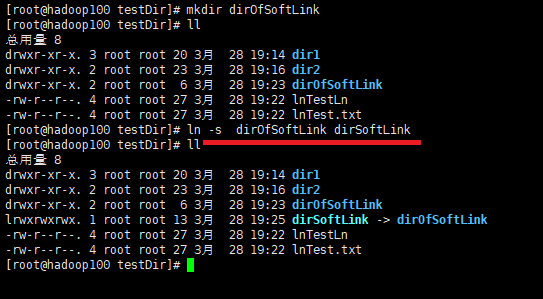 [root@hadoop100 testDir]# mkdir dirOfSoftLink
[root@hadoop100 testDir]# ll
总用量 8
drwxr-xr-x. 3 root root 20 3月  28 19:14 dir1
drwxr-xr-x. 2 root root 23 3月  28 19:16 dir2
drwxr-xr-x. 2 root root  6 3月  28 19:23 dirOfSoftLink
-rw-r--r--. 4 root root 27 3月  28 19:22 lnTestLn
-rw-r--r--. 4 root root 27 3月  28 19:22 lnTest.txt
[root@hadoop100 testDir]# ln -s  dirOfSoftLink dirSoftLink
[root@hadoop100 testDir]# ll
总用量 8
drwxr-xr-x. 3 root root 20 3月  28 19:14 dir1
drwxr-xr-x. 2 root root 23 3月  28 19:16 dir2
drwxr-xr-x. 2 root root  6 3月  28 19:23 dirOfSoftLink
lrwxrwxrwx. 1 root root 13 3月  28 19:25 dirSoftLink -> dirOfSoftLink
-rw-r--r--. 4 root root 27 3月  28 19:22 lnTestLn
-rw-r--r--. 4 root root 27 3月  28 19:22 lnTest.txt
[root@hadoop100 testDir]#